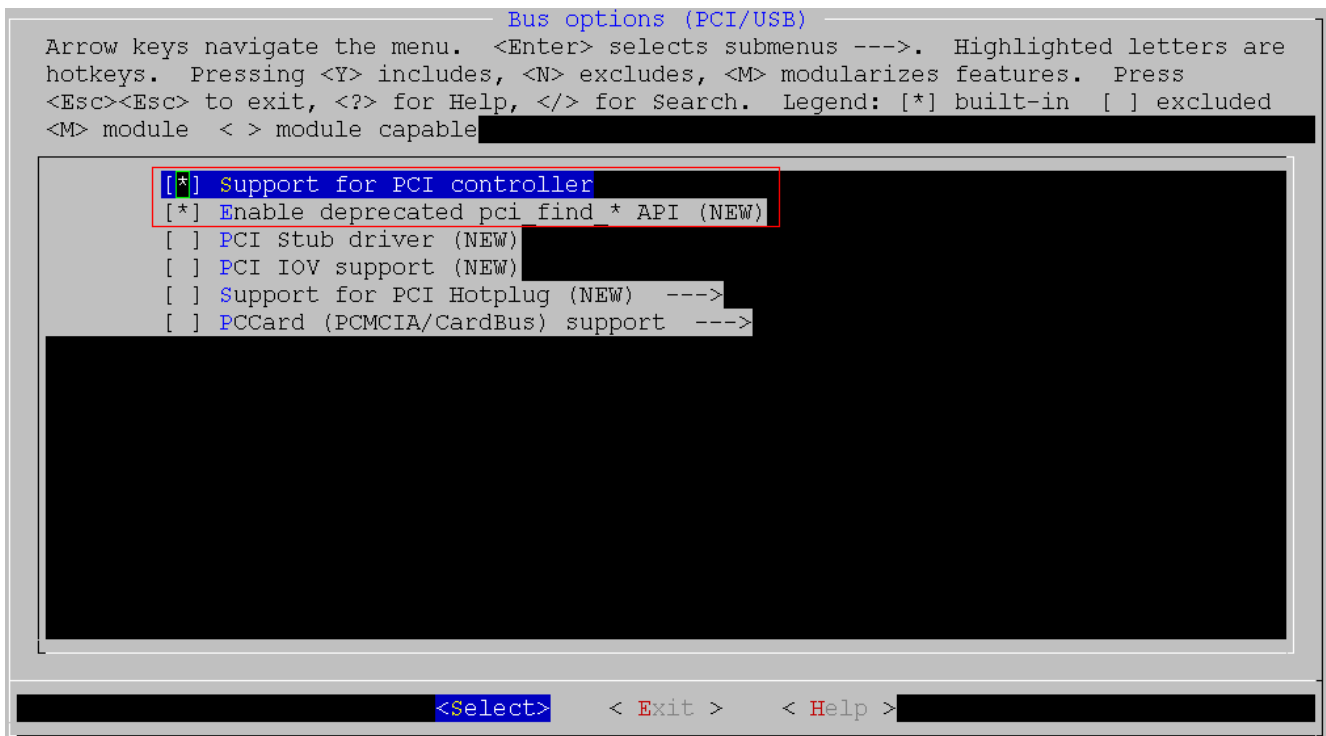 Bus options (PCI/USB)
Arrow keys navigate the menu.  <Enter> selects submenus --->.  Highlighted letters are
hotkeys.  Pressing <Y> includes, <N> excludes, <M> modularizes features.  Press
<Esc><Esc> to exit, <?> for Help, </> for Search.  Legend: [*] built-in  [ ] excluded
<M> module  < > module capable
[*] Support for PCI controller
[*] Enable deprecated pci_find_* API (NEW)
[ ] PCI Stub driver (NEW)
[ ] PCI IOV support (NEW)
[ ] Support for PCI Hotplug (NEW)  --->
[ ] PCCard (PCMCIA/CardBus) support  --->
<Select>    < Exit >    < Help >